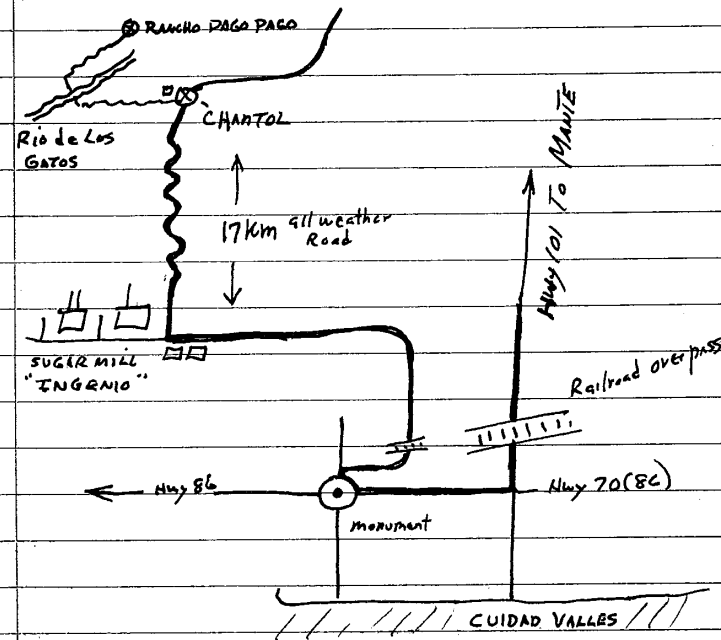 RANCHO PAGO PAGO
CHANTOL
Rio de Los
GATOS
17Km all weather
Road
Hwy 101 TO MANTE
SUGAR MILL
"INGENIO"
Railroad overpass
Hwy 86
Hwy 70(86)
monument
CUIDAD VALLES